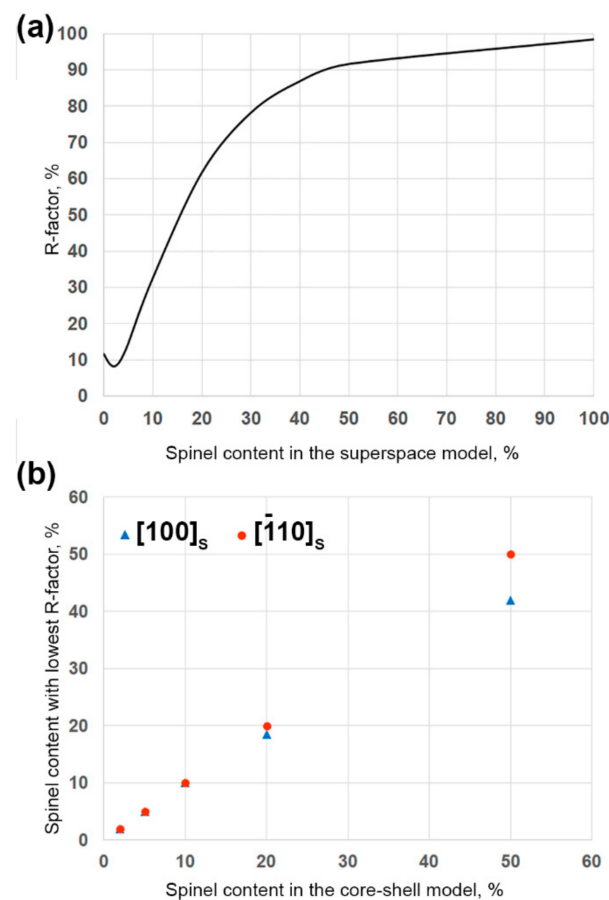 (a)
100
90
80
70
60
50
40
30
20
10
0
R-factor, %
0 10 20 30 40 50 60 70 80 90 100
Spinel content in the superspace model, %
(b)
60
50
40
30
20
10
0
Spinel content with lowest R-factor, %
[100]ₛ [1̄10]ₛ
0 10 20 30 40 50 60
Spinel content in the core-shell model, %